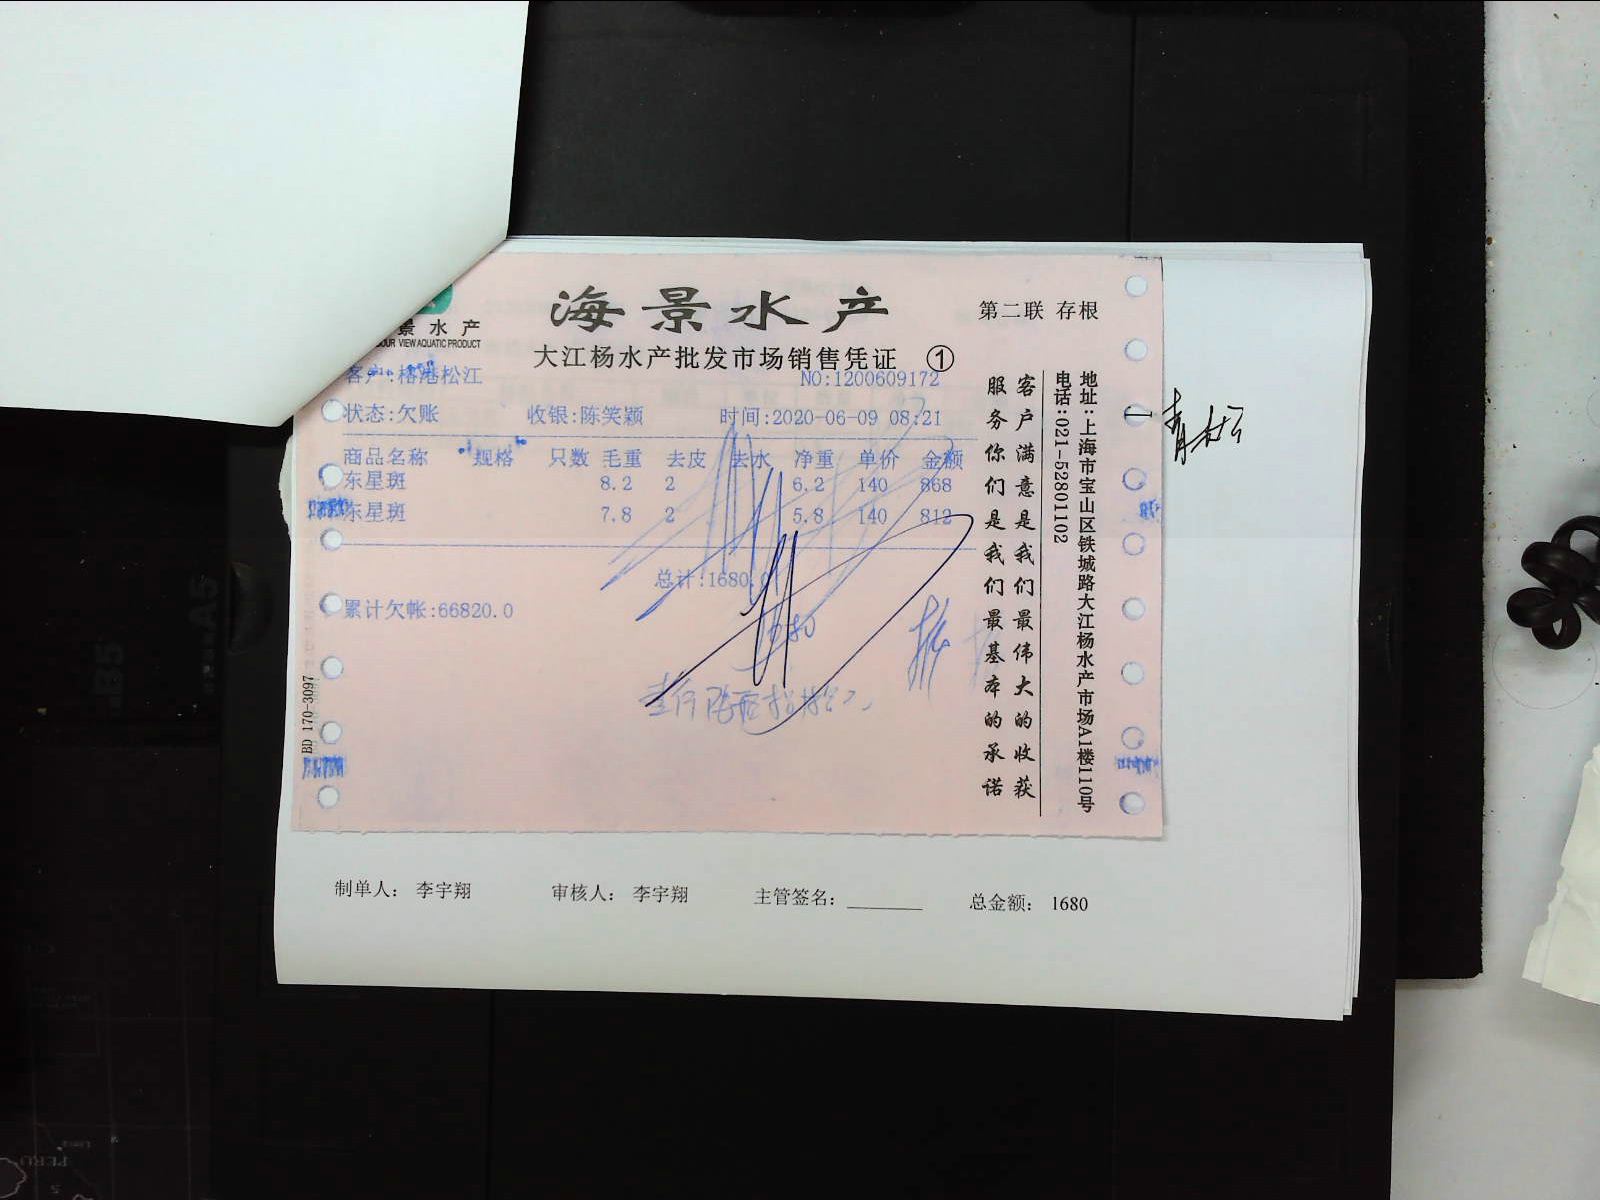 景水产
OUR VIEW AQUATIC PRODUCT
海景水产
第二联 存根
大江杨水产批发市场销售凭证 ①
客户:榕港松江
NO:1200609172
状态:欠账 收银:陈笑颖 时间:2020-06-09 08:21
商品名称 规格 只数 毛重 去皮 去水 净重 单价 金额
东星斑 8.2 2 6.2 140 868
东星斑 7.8 2 5.8 140 812
总计:1680.0
累计欠帐:66820.0
客户满意是我们最伟大的收获
服务你们是我们最基本的承诺
地址:上海市宝山区铁城路大江杨水产市场A1楼110号
电话:021-52801102
BD 170-3097
制单人: 李宇翔 审核人: 李宇翔 主管签名: 总金额: 1680
B5
A5
PERU